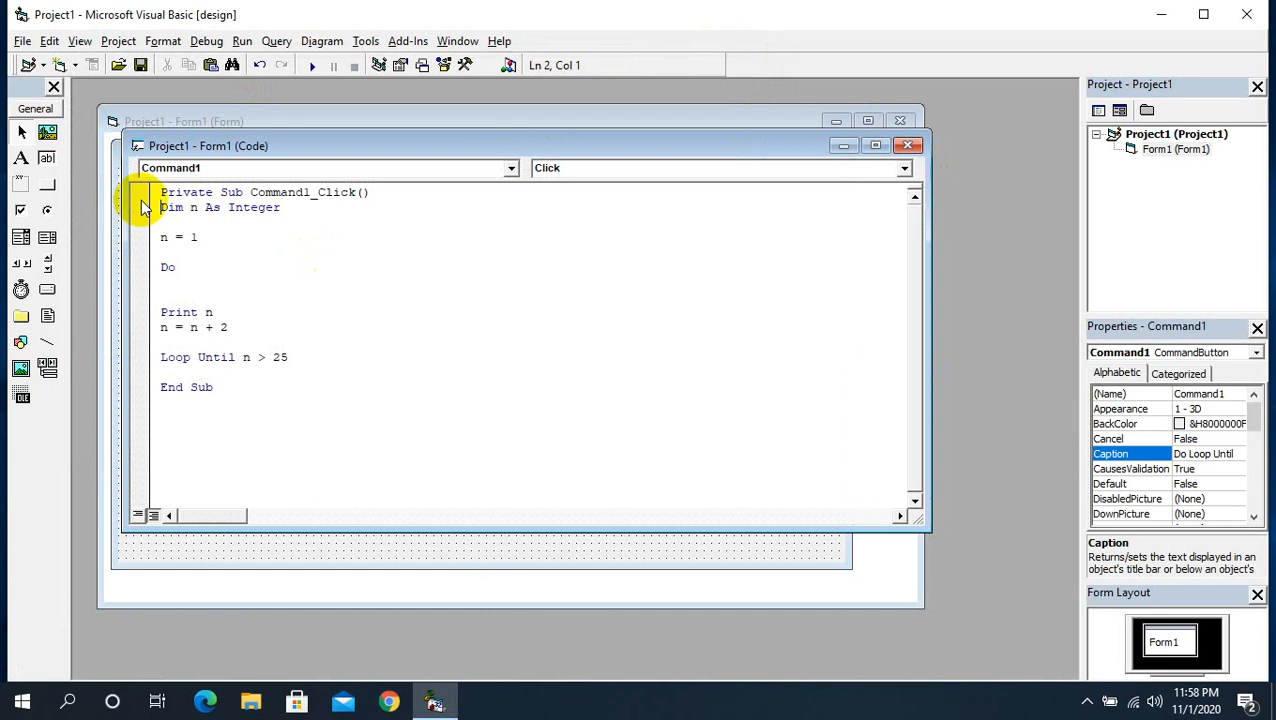 Project1 - Microsoft Visual Basic [design]
File Edit View Project Format Debug Run Query Diagram Tools Add-Ins Window Help
Ln 2, Col 1
General
A
ab|
OLE
Project1 - Form1 (Form)
Project1 - Form1 (Code)
Command1
Click
Private Sub Command1_Click()
Dim n As Integer
n = 1
Do
Print n
n = n + 2
Loop Until n > 25
End Sub
Project - Project1
Project1 (Project1)
Form1 (Form1)
Properties - Command1
Command1 CommandButton
Alphabetic Categorized
(Name) Command1
Appearance 1 - 3D
BackColor &H8000000F
Cancel False
Caption Do Loop Until
CausesValidation True
Default False
DisabledPicture (None)
DownPicture (None)
Caption
Returns/sets the text displayed in an
object's title bar or below an object's
Form Layout
Form1
11:58 PM
11/1/2020
2